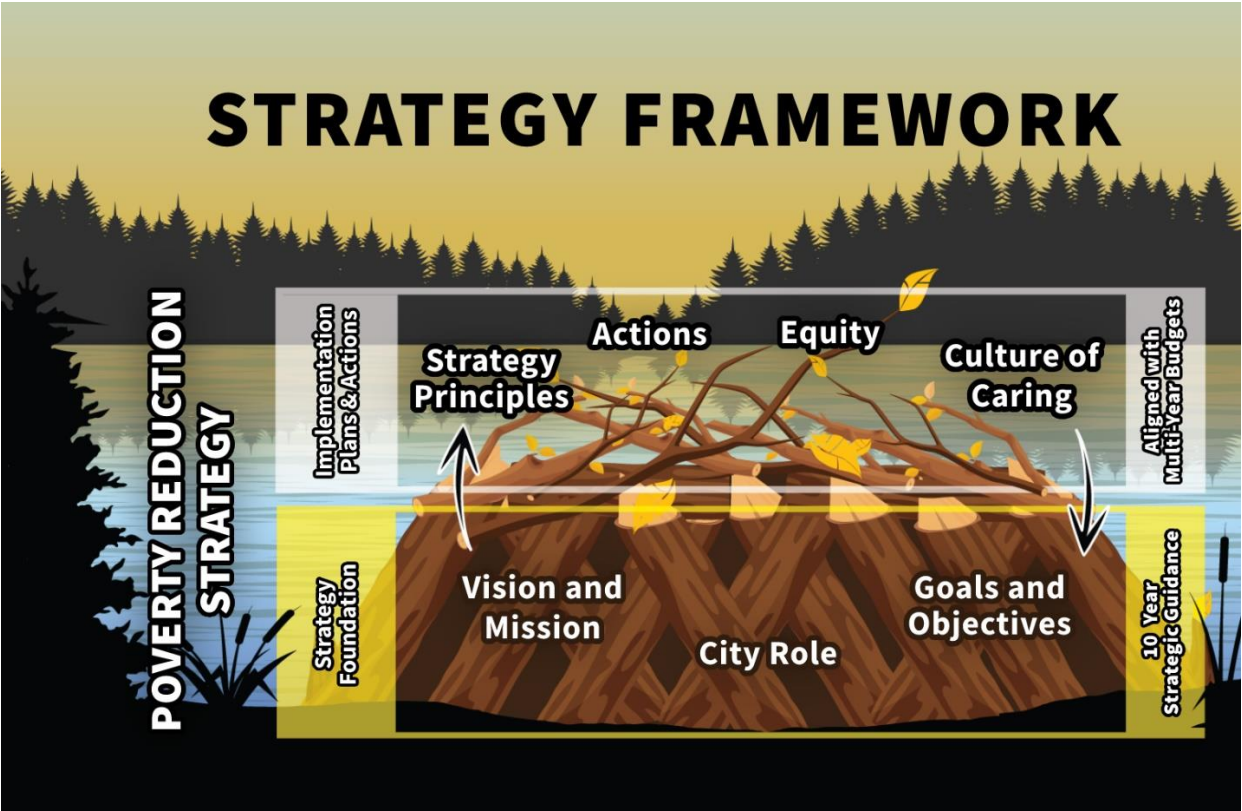 STRATEGY FRAMEWORK
POVERTY REDUCTION
STRATEGY
Implementation
Plans & Actions
Strategy
Principles
Actions
Equity
Culture of
Caring
Aligned with
Multi-Year Budgets
Strategy
Foundation
Vision and
Mission
City Role
Goals and
Objectives
10 Year
Strategic Guidance